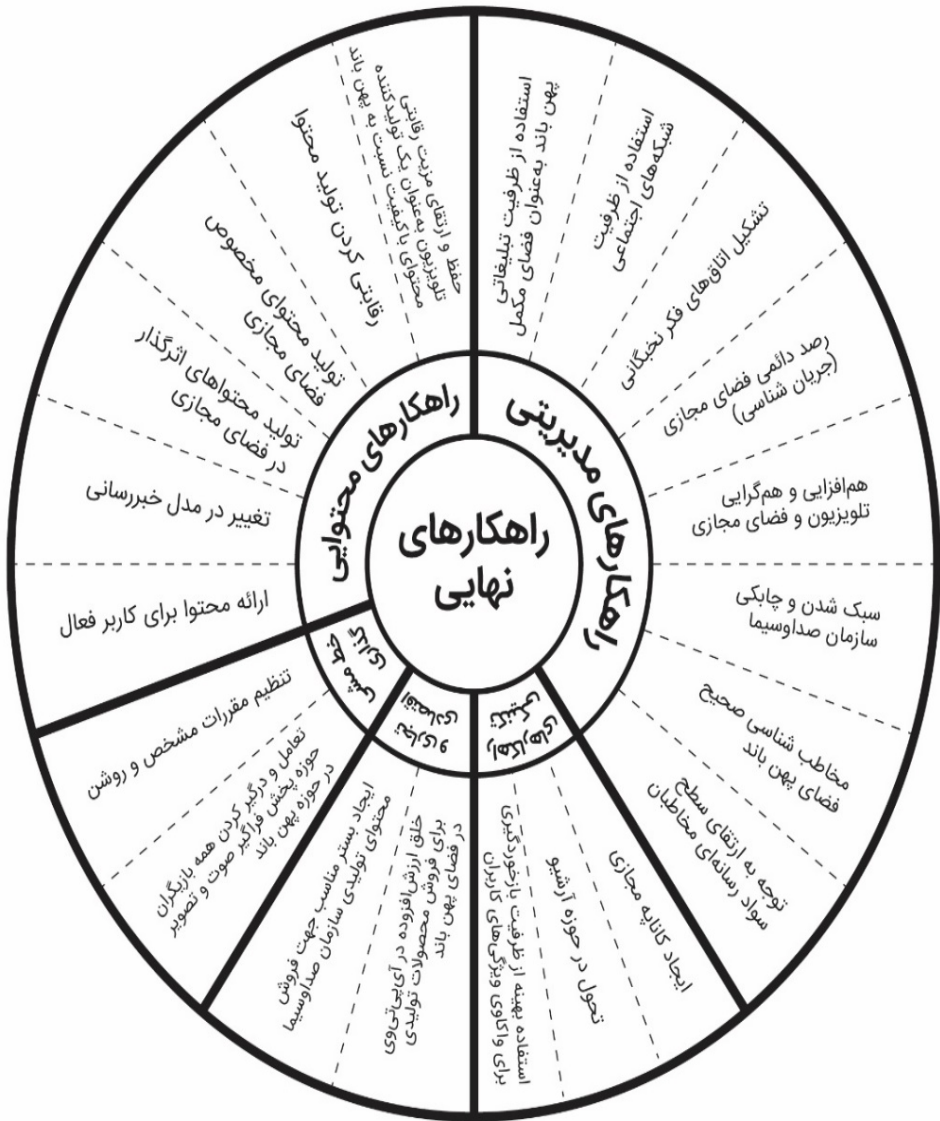 راهکارهای
نهایی
راهکارهای مدیریتی
استفاده از ظرفیت تبلیغاتی
پهن باند به‌عنوان فضای مکمل
استفاده از ظرفیت
شبکه‌های اجتماعی
تشکیل اتاق‌های فکر نخبگانی
رصد دائمی فضای مجازی
(جریان شناسی)
هم‌افزایی و هم‌گرایی
تلویزیون و فضای مجازی
سبک شدن و چابکی
سازمان صداوسیما
مخاطب شناسی صحیح
فضای پهن باند
توجه به ارتقای سطح
سواد رسانه‌ای مخاطبان
راهکارهای
تکنیکی
ایجاد کاناپه مجازی
تحول در حوزه آرشیو
استفاده بهینه از ظرفیت بازخوردگیری
برای واکاوی ویژگی‌های کاربران
تجاری و
اقتصادی
خلق ارزش‌افزوده در آی‌پی‌تی‌وی
برای فروش محصولات تولیدی
در فضای پهن باند
ایجاد بستر مناسب جهت فروش
محتوای تولیدی سازمان صداوسیما
خط مشی
گذاری
تعامل و درگیر کردن همه بازیگران
حوزه پخش فراگیر صوت و تصویر
در حوزه پهن باند
تنظیم مقررات مشخص و روشن
راهکارهای محتوایی
ارائه محتوا برای کاربر فعال
تغییر در مدل خبررسانی
تولید محتواهای اثرگذار
در فضای مجازی
تولید محتوای مخصوص
فضای مجازی
رقابتی کردن تولید محتوا
حفظ و ارتقای مزیت رقابتی
تلویزیون به‌عنوان یک تولیدکننده
محتوای باکیفیت نسبت به پهن باند